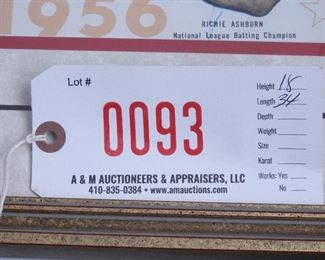 1956
RICHIE ASHBURN
National League Batting Champion
Lot #
0093
Height 18
Length 34
Depth
Weight
Size
Karat
Works: Yes
No
A & M AUCTIONEERS & APPRAISERS, LLC
410-835-0384 • www.amauctions.com